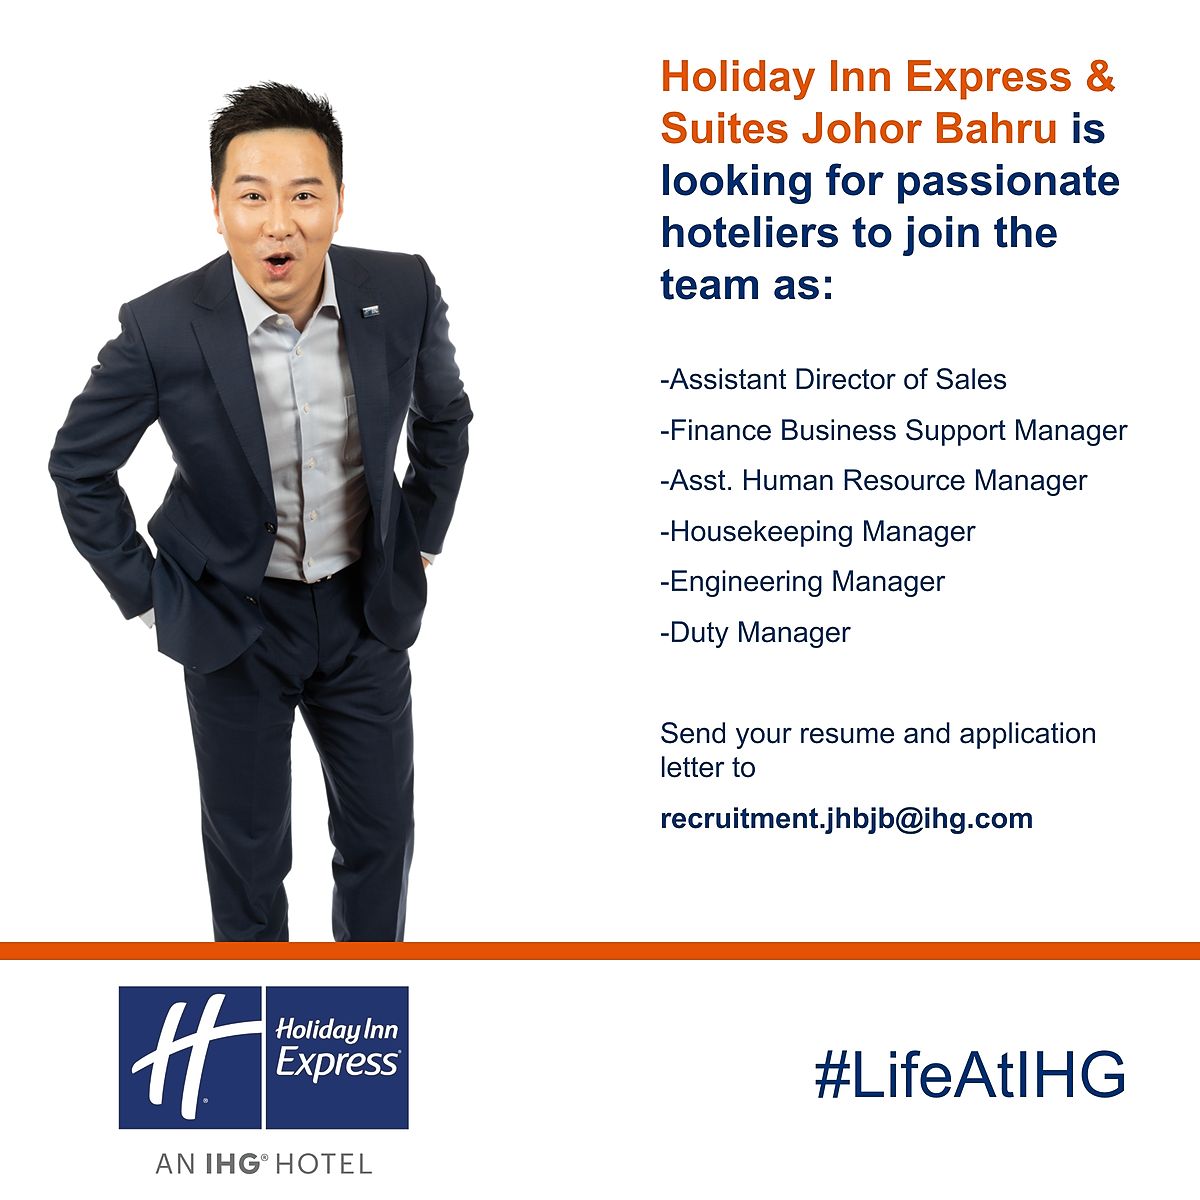 Holiday Inn Express &
Suites Johor Bahru is
looking for passionate
hoteliers to join the
team as:
-Assistant Director of Sales
-Finance Business Support Manager
-Asst. Human Resource Manager
-Housekeeping Manager
-Engineering Manager
-Duty Manager
Send your resume and application
letter to
recruitment.jhbjb@ihg.com
H®
Holiday Inn
Express®
AN IHG® HOTEL
#LifeAtIHG